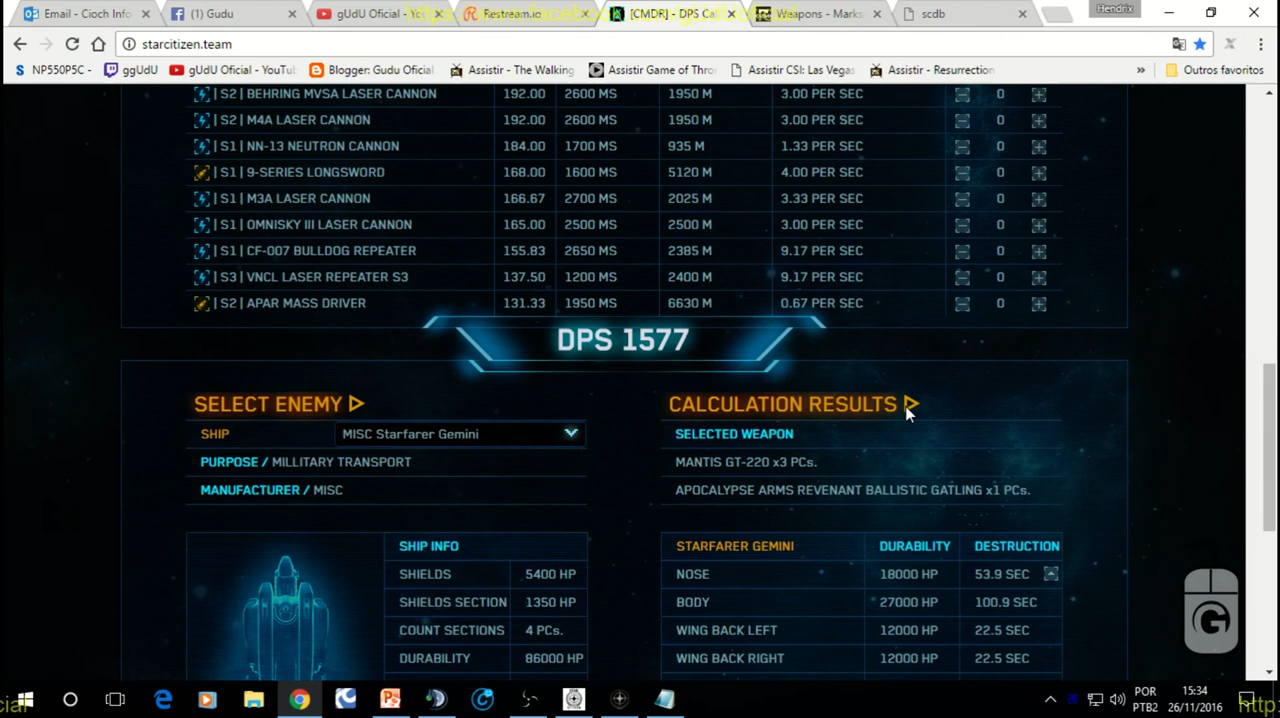 Email - Cioch Info
(1) Gudu
gUdU Oficial - Yo
Restream.io
[CMDR] - DPS Ca
Weapons - Marks
scdb
Hendrix
starcitizen.team
NP550P5C -
ggUdU
gUdU Oficial - YouTu
Blogger: Gudu Oficial
Assistir - The Walking
Assistir Game of Thro
Assistir CSI: Las Vegas
Assistir - Resurrection
»
Outros favoritos
| S2 | BEHRING MVSA LASER CANNON 192.00 2600 MS 1950 M 3.00 PER SEC 0
| S2 | M4A LASER CANNON 192.00 2600 MS 1950 M 3.00 PER SEC 0
| S1 | NN-13 NEUTRON CANNON 184.00 1700 MS 935 M 1.33 PER SEC 0
| S1 | 9-SERIES LONGSWORD 168.00 1600 MS 5120 M 4.00 PER SEC 0
| S1 | M3A LASER CANNON 166.67 2700 MS 2025 M 3.33 PER SEC 0
| S1 | OMNISKY III LASER CANNON 165.00 2500 MS 2500 M 3.00 PER SEC 0
| S1 | CF-007 BULLDOG REPEATER 155.83 2650 MS 2385 M 9.17 PER SEC 0
| S3 | VNCL LASER REPEATER S3 137.50 1200 MS 2400 M 9.17 PER SEC 0
| S2 | APAR MASS DRIVER 131.33 1950 MS 6630 M 0.67 PER SEC 0
DPS 1577
SELECT ENEMY
SHIP MISC Starfarer Gemini
PURPOSE / MILLITARY TRANSPORT
MANUFACTURER / MISC
SHIP INFO
SHIELDS 5400 HP
SHIELDS SECTION 1350 HP
COUNT SECTIONS 4 PCs.
DURABILITY 86000 HP
CALCULATION RESULTS
SELECTED WEAPON
MANTIS GT-220 x3 PCs.
APOCALYPSE ARMS REVENANT BALLISTIC GATLING x1 PCs.
STARFARER GEMINI DURABILITY DESTRUCTION
NOSE 18000 HP 53.9 SEC
BODY 27000 HP 100.9 SEC
WING BACK LEFT 12000 HP 22.5 SEC
WING BACK RIGHT 12000 HP 22.5 SEC
G
cial
POR
PTB2
15:34
26/11/2016
http: